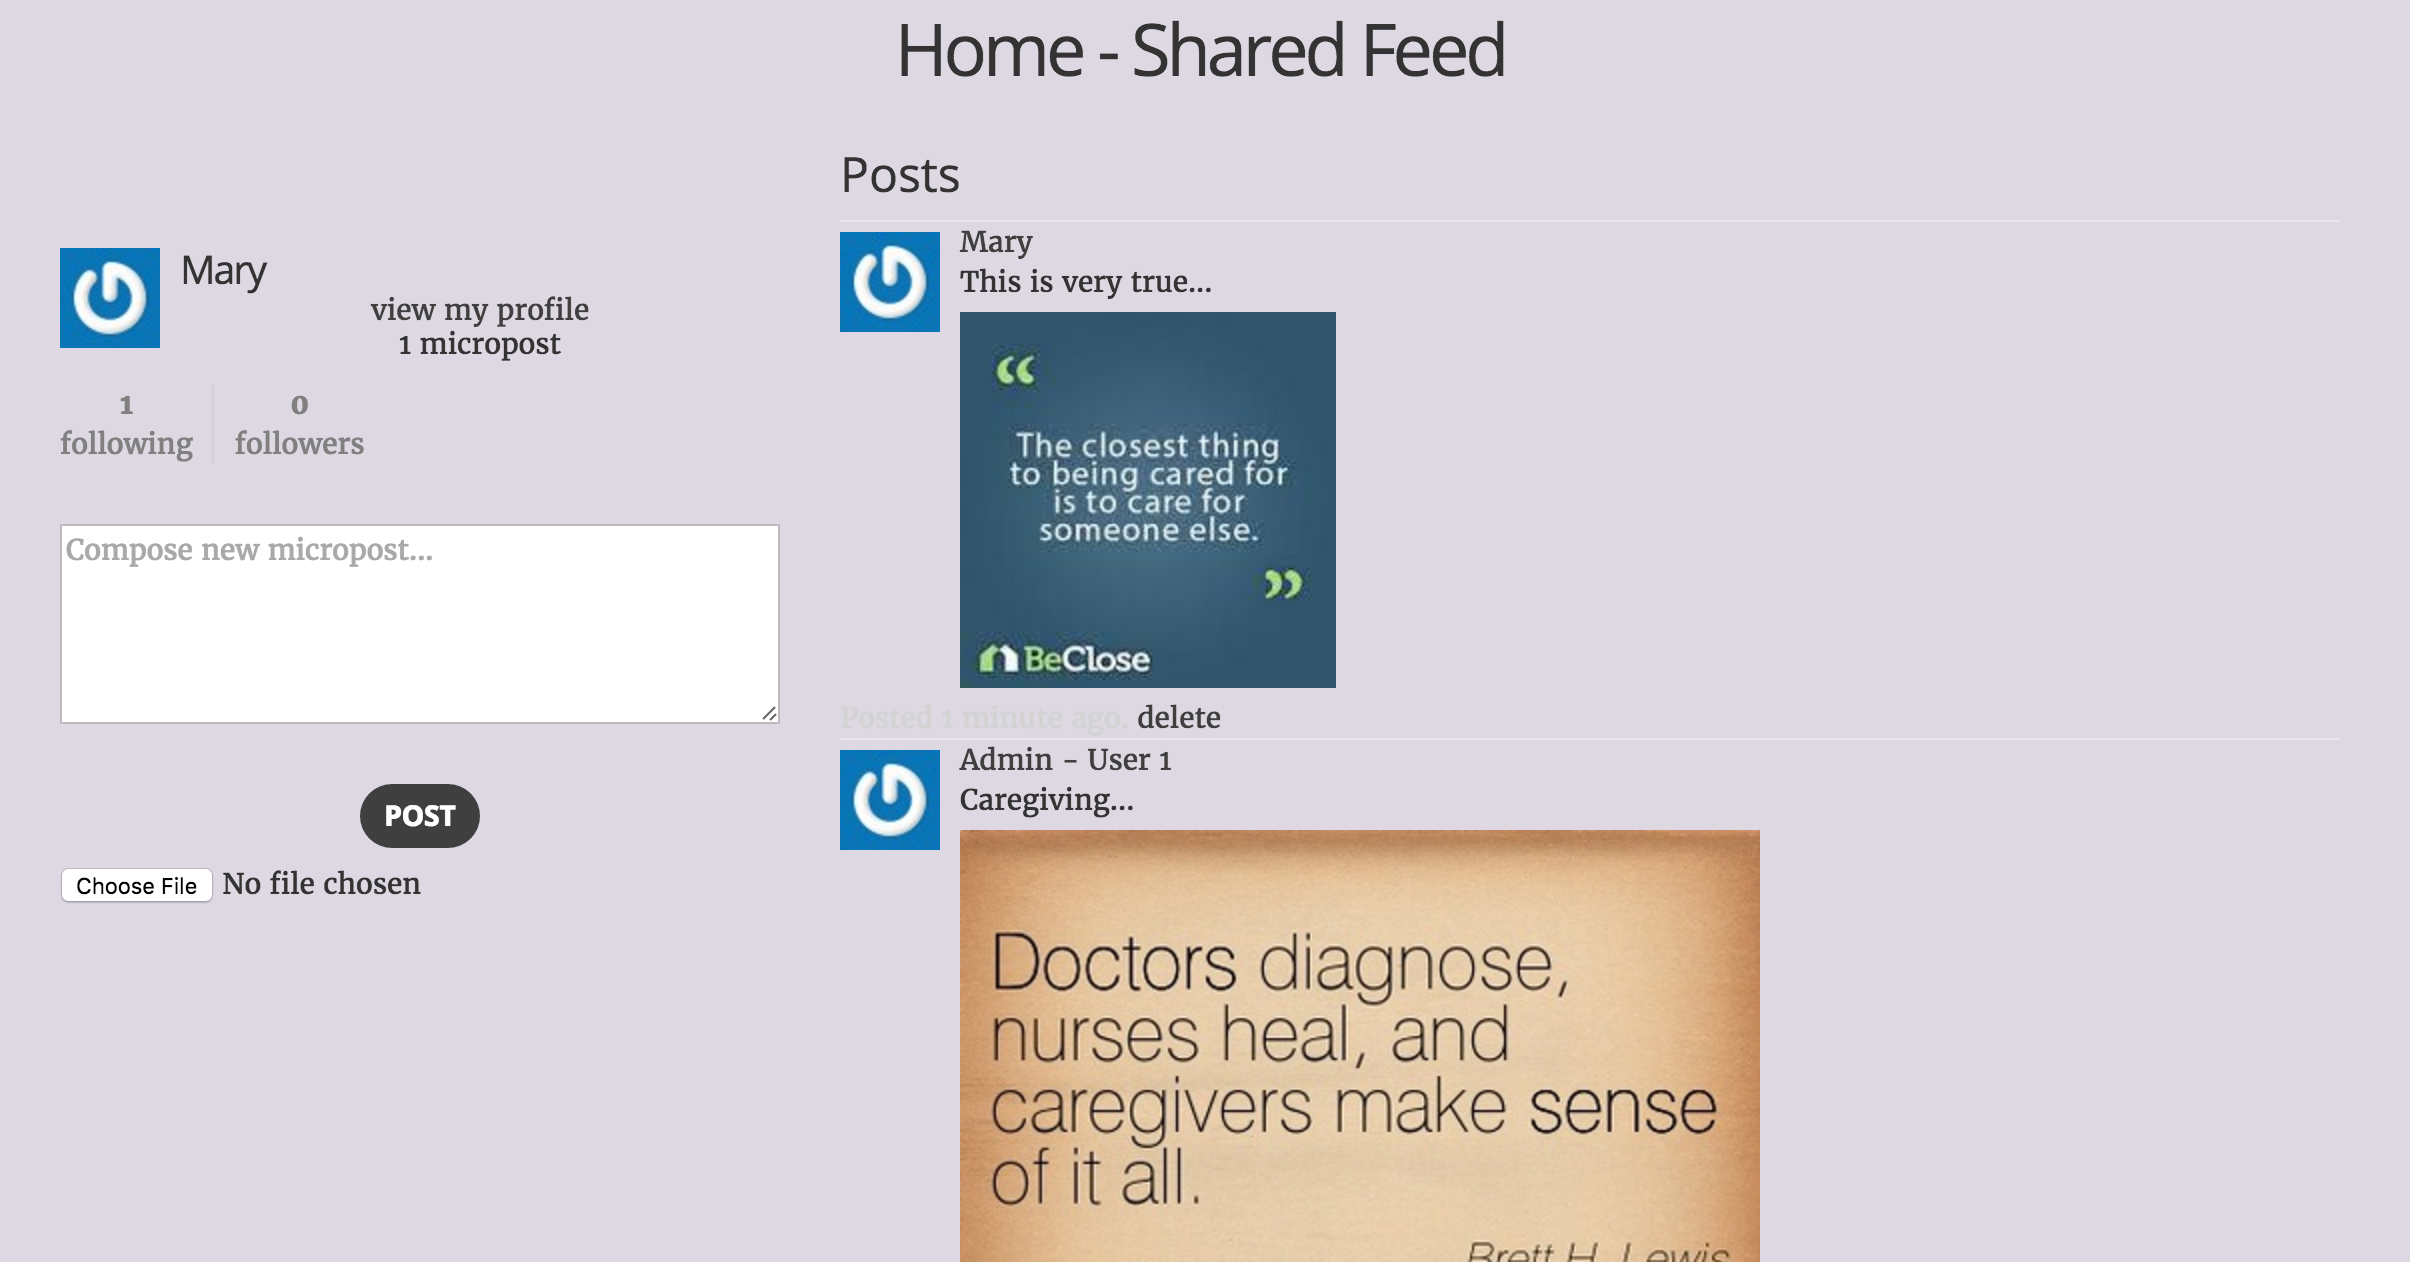 Home - Shared Feed
Mary
view my profile
1 micropost
1
following
0
followers
Compose new micropost...
POST
Choose File No file chosen
Posts
Mary
This is very true...
“
The closest thing
to being cared for
is to care for
someone else.
”
BeClose
Posted 1 minute ago. delete
Admin - User 1
Caregiving...
Doctors diagnose,
nurses heal, and
caregivers make sense
of it all.
Brett H. Lewis